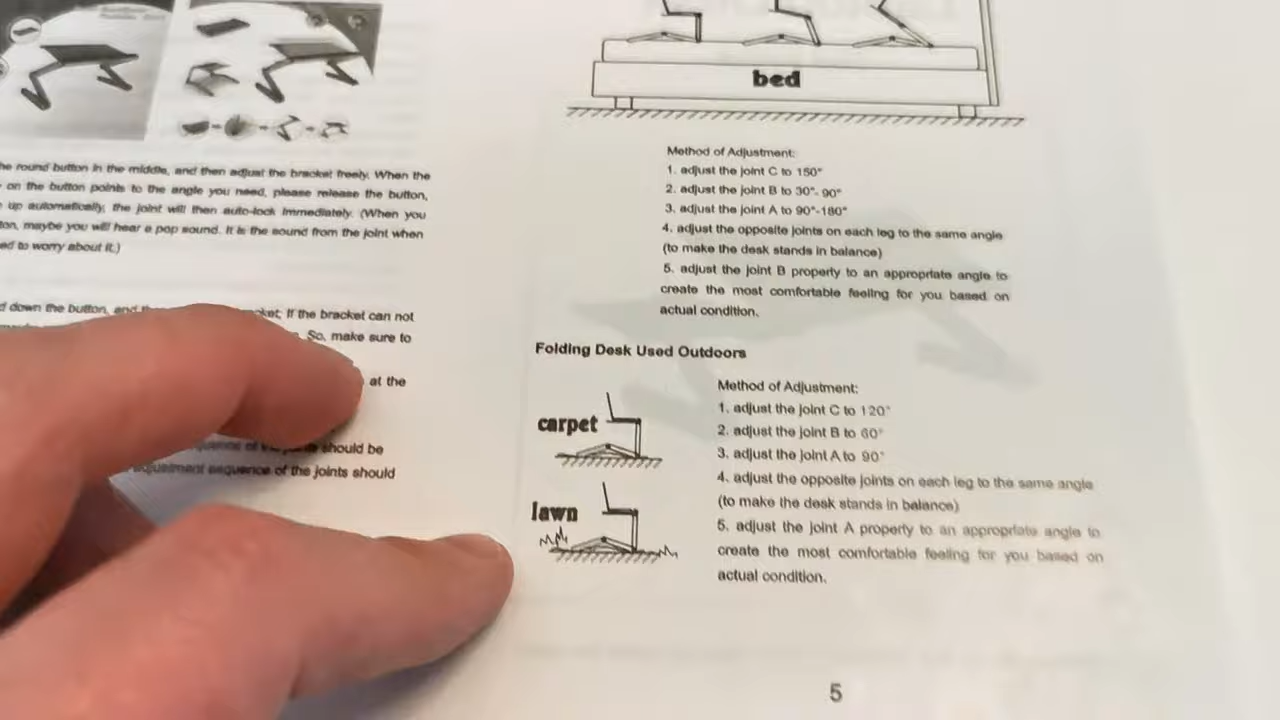 he round button in the middle, and then adjust the bracket freely. When the
on the button points to the angle you need, please release the button,
up automatically, the joint will then auto-lock immediately. (When you
ton, maybe you will hear a pop sound. It is the sound from the joint when
ed to worry about it.)
d down the button, and ket; If the bracket can not
So, make sure to
at the
should be
adjustment sequence of the joints should
bed
Method of Adjustment:
1. adjust the joint C to 150°
2. adjust the joint B to 30°- 90°
3. adjust the joint A to 90°-180°
4. adjust the opposite joints on each leg to the same angle
(to make the desk stands in balance)
5. adjust the joint B property to an appropriate angle to
create the most comfortable feeling for you based on
actual condition.
Folding Desk Used Outdoors
carpet
lawn
Method of Adjustment:
1. adjust the joint C to 120°
2. adjust the joint B to 60°
3. adjust the joint A to 90°
4. adjust the opposite joints on each leg to the same angle
(to make the desk stands in balance)
5. adjust the joint A property to an appropriate angle to
create the most comfortable feeling for you based on
actual condition.
5